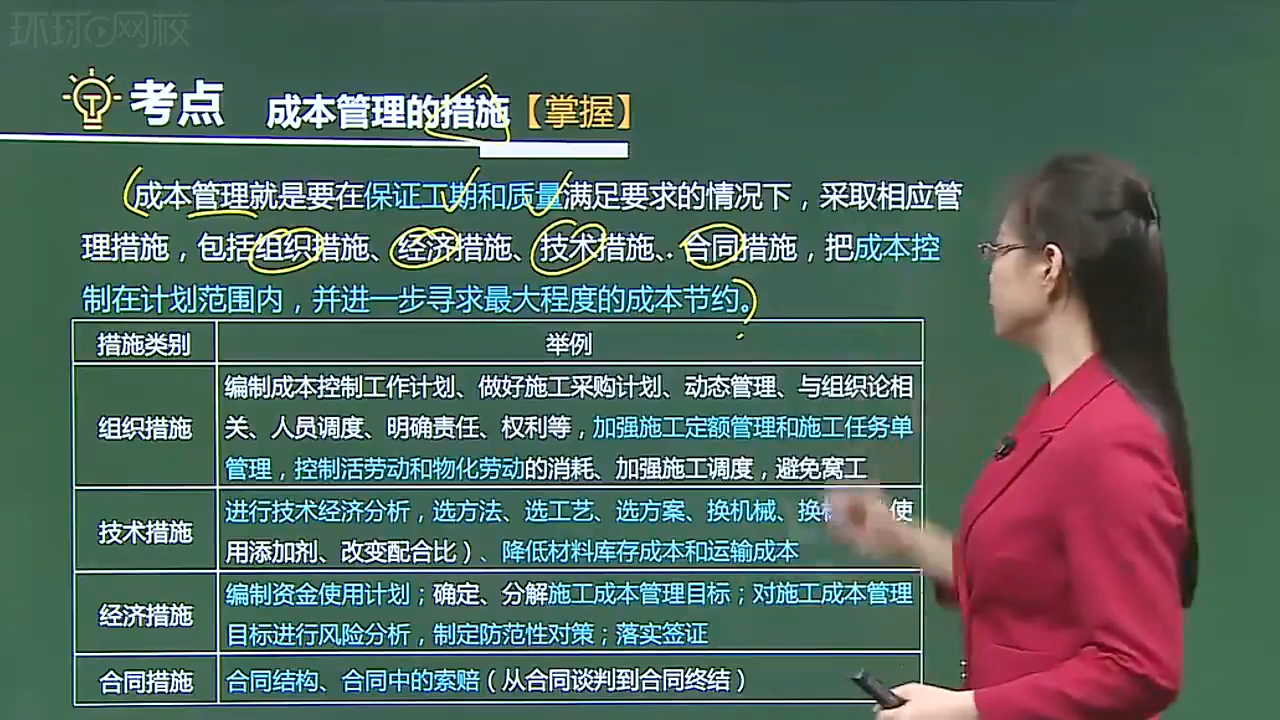 环球网校
考点 成本管理的措施【掌握】
成本管理就是要在保证工期和质量满足要求的情况下，采取相应管
理措施，包括组织措施、经济措施、技术措施、合同措施，把成本控
制在计划范围内，并进一步寻求最大程度的成本节约。
措施类别 举例
组织措施
编制成本控制工作计划、做好施工采购计划、动态管理、与组织论相
关、人员调度、明确责任、权利等，加强施工定额管理和施工任务单
管理，控制活劳动和物化劳动的消耗、加强施工调度，避免窝工
技术措施
进行技术经济分析，选方法、选工艺、选方案、换机械、换 使
用添加剂、改变配合比）、降低材料库存成本和运输成本
经济措施
编制资金使用计划；确定、分解施工成本管理目标；对施工成本管理
目标进行风险分析，制定防范性对策；落实签证
合同措施
合同结构、合同中的索赔（从合同谈判到合同终结）